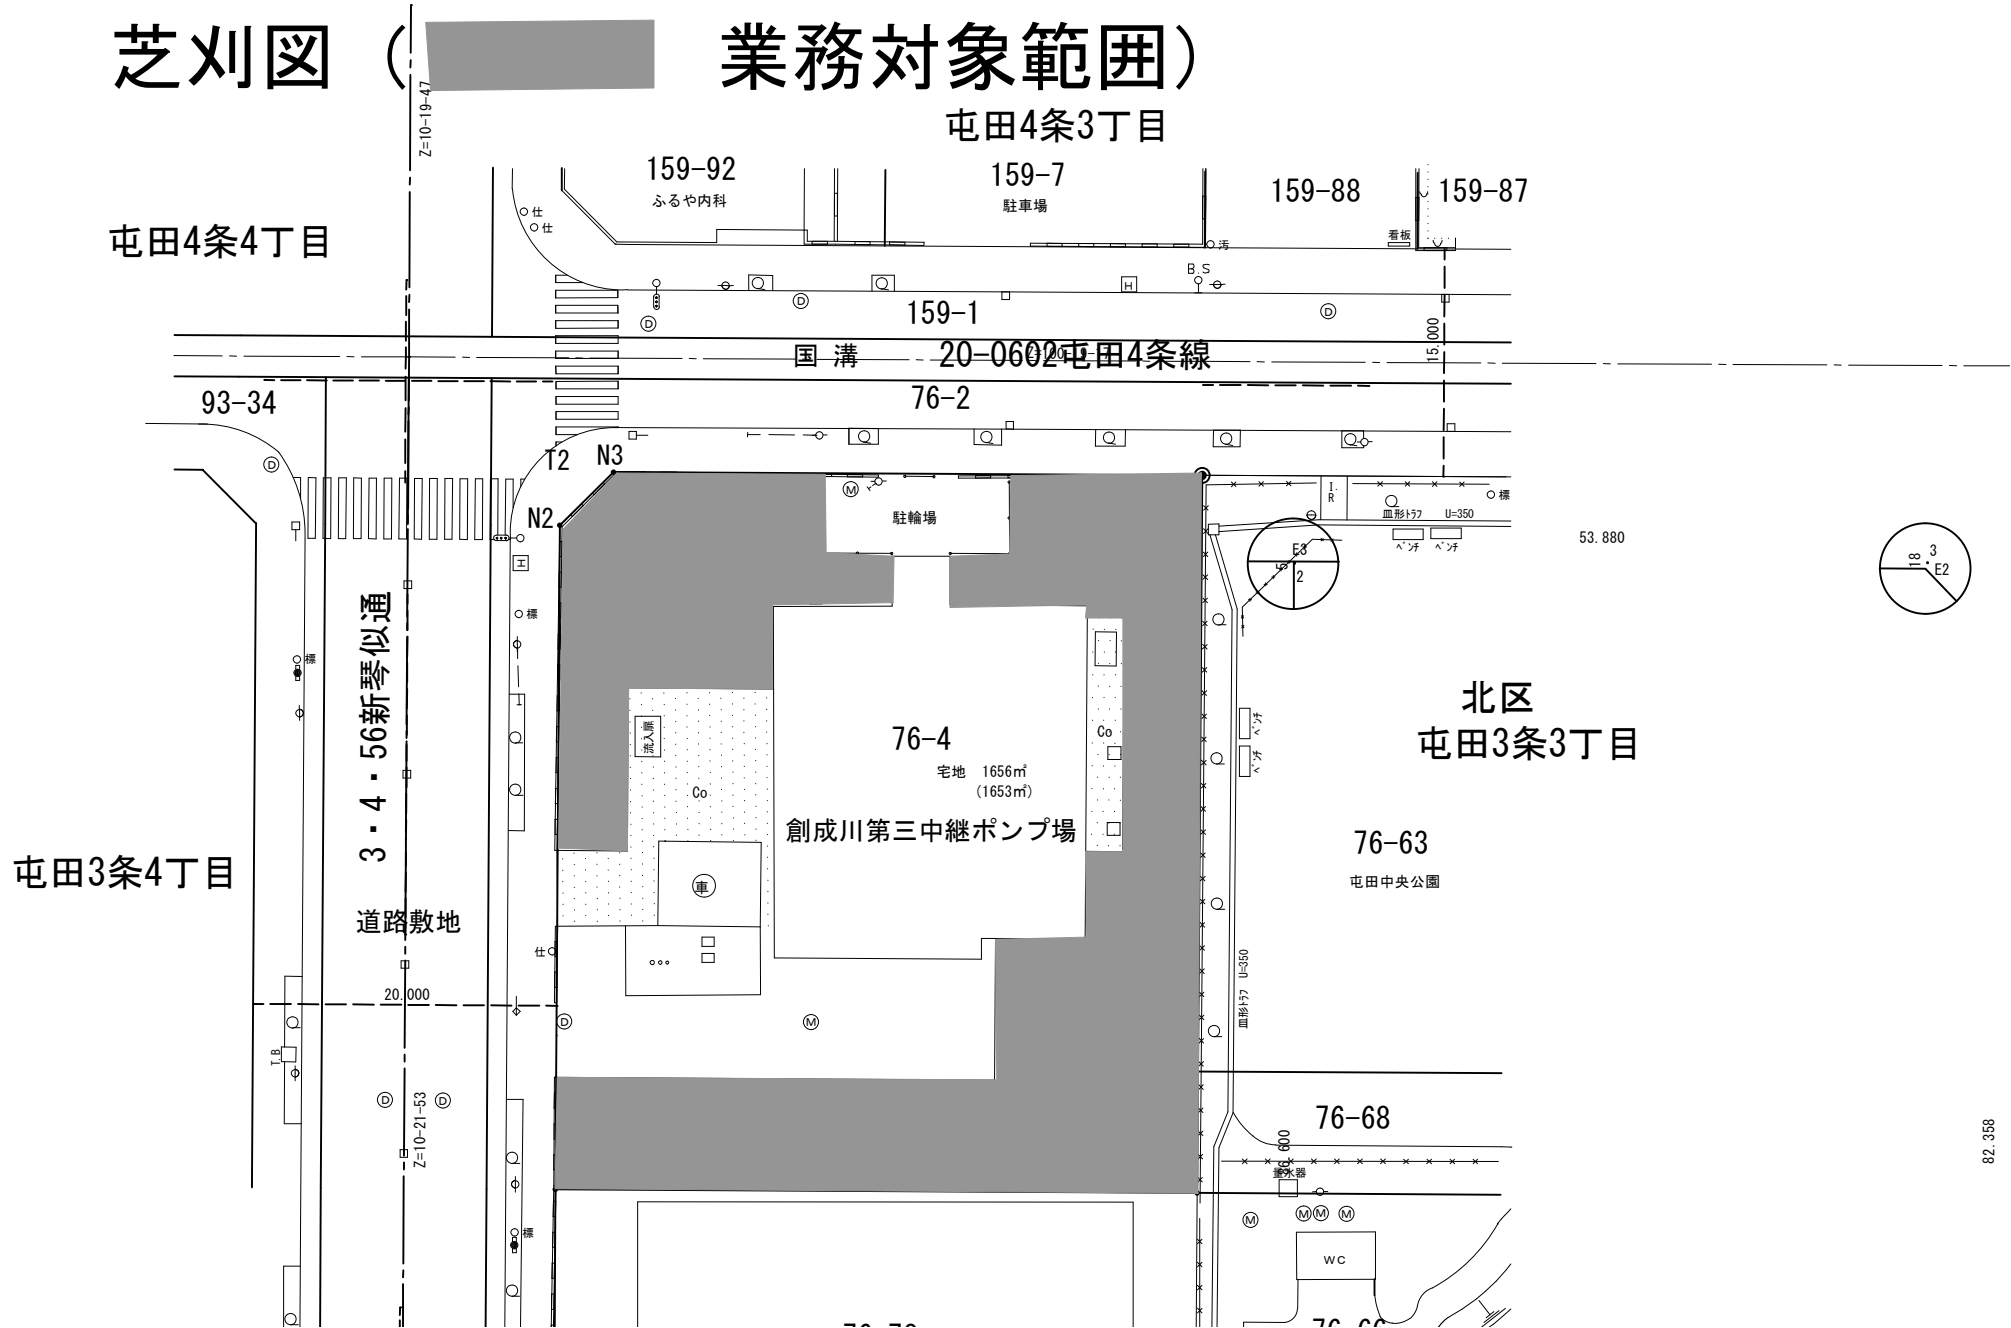 芝刈図（ 業務対象範囲）
Z=10-19-47
屯田4条3丁目
159-92
ふるや内科
159-7
駐車場
159-88
159-87
仕
仕
屯田4条4丁目
汚
看板
B.S
Q
Q
H
D
D
D
159-1
15.000
国溝
20-0602屯田4条線
76-2
93-34
Q
Q
Q
Q
Q
D
T2
N3
N2
M
駐輪場
I.R
標
皿形ﾄﾗﾌ U=350
ﾍﾞﾝﾁ
ﾍﾞﾝﾁ
53.880
E3
2
18
3
E2
H
標
標
3・4・56新琴似通
流入扉
Co
76-4
宅地 1656㎡
(1653㎡)
創成川第三中継ポンプ場
Co
ﾍﾞﾝﾁ
ﾍﾞﾝﾁ
北区
屯田3条3丁目
76-63
屯田中央公園
屯田3条4丁目
車
道路敷地
仕
20.000
D
M
皿形ﾄﾗﾌ U=350
T.B
D
D
Z=10-21-53
76-68
82.358
量水器
M
M
M
M
標
WC